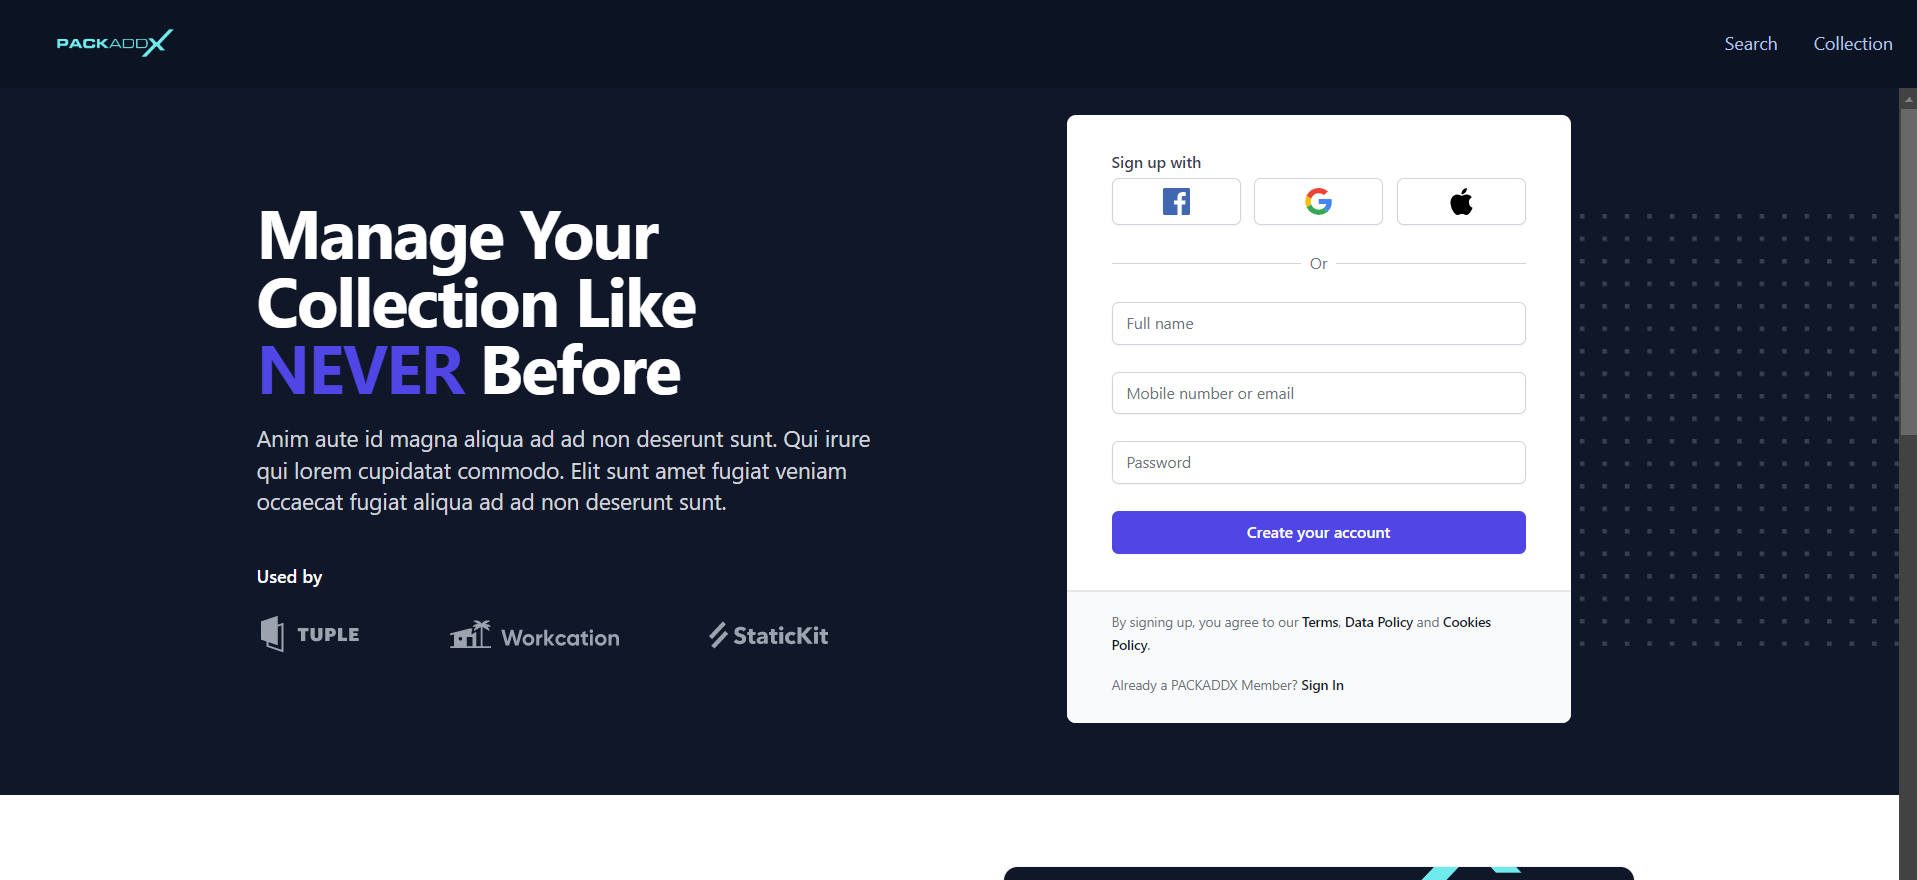 PACKADDX
Search
Collection
Manage Your
Collection Like
NEVER Before
Anim aute id magna aliqua ad ad non deserunt sunt. Qui irure
qui lorem cupidatat commodo. Elit sunt amet fugiat veniam
occaecat fugiat aliqua ad ad non deserunt sunt.
Used by
TUPLE
Workcation
StaticKit
Sign up with
Or
Full name
Mobile number or email
Password
Create your account
By signing up, you agree to our Terms, Data Policy and Cookies
Policy.
Already a PACKADDX Member? Sign In